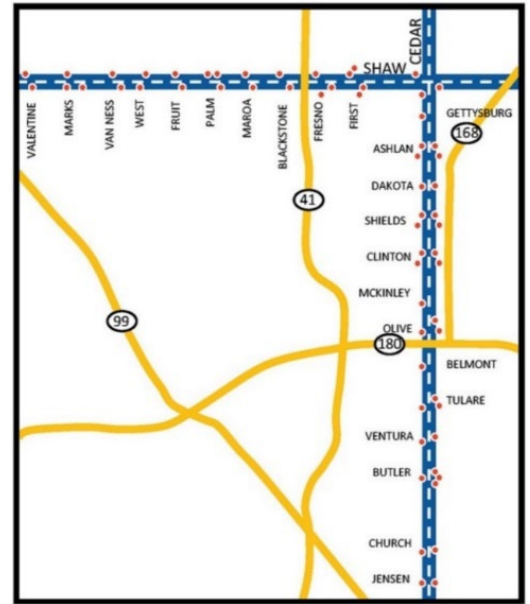 CEDAR
SHAW
VALENTINE
MARKS
VAN NESS
WEST
FRUIT
PALM
MAROA
BLACKSTONE
FRESNO
FIRST
GETTYSBURG
168
ASHLAN
DAKOTA
41
SHIELDS
CLINTON
MCKINLEY
99
OLIVE
180
BELMONT
TULARE
VENTURA
BUTLER
CHURCH
JENSEN